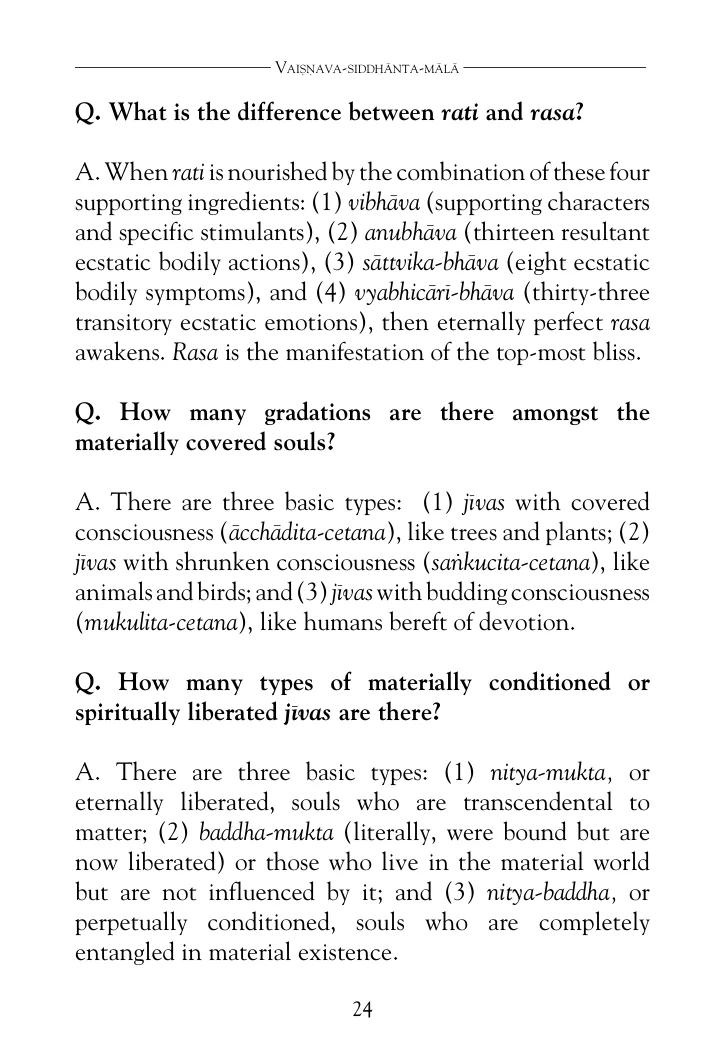 Vaiṣṇava-siddhānta-mālā
Q. What is the difference between rati and rasa?
A. When rati is nourished by the combination of these four
supporting ingredients: (1) vibhāva (supporting characters
and specific stimulants), (2) anubhāva (thirteen resultant
ecstatic bodily actions), (3) sāttvika-bhāva (eight ecstatic
bodily symptoms), and (4) vyabhicārī-bhāva (thirty-three
transitory ecstatic emotions), then eternally perfect rasa
awakens. Rasa is the manifestation of the top-most bliss.
Q. How many gradations are there amongst the
materially covered souls?
A. There are three basic types: (1) jīvas with covered
consciousness (ācchādita-cetana), like trees and plants; (2)
jīvas with shrunken consciousness (saṅkucita-cetana), like
animals and birds; and (3) jīvas with budding consciousness
(mukulita-cetana), like humans bereft of devotion.
Q. How many types of materially conditioned or
spiritually liberated jīvas are there?
A. There are three basic types: (1) nitya-mukta, or
eternally liberated, souls who are transcendental to
matter; (2) baddha-mukta (literally, were bound but are
now liberated) or those who live in the material world
but are not influenced by it; and (3) nitya-baddha, or
perpetually conditioned, souls who are completely
entangled in material existence.
24